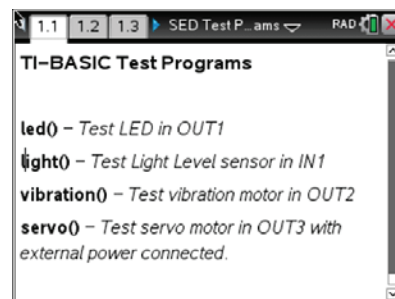 1.1 1.2 1.3 SED Test P...ams RAD
TI-BASIC Test Programs
led() – Test LED in OUT1
light() – Test Light Level sensor in IN1
vibration() – Test vibration motor in OUT2
servo() – Test servo motor in OUT3 with
external power connected.